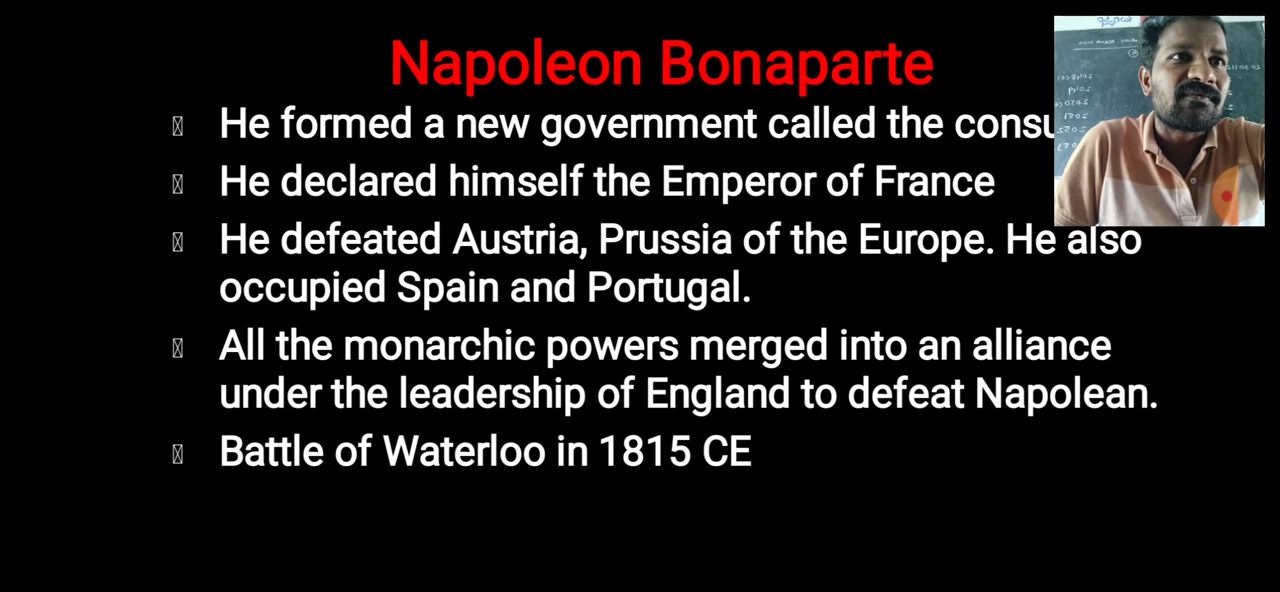 Napoleon Bonaparte
He formed a new government called the
He declared himself the Emperor of France
He defeated Austria, Prussia of the Europe. He also
occupied Spain and Portugal.
All the monarchic powers merged into an alliance
under the leadership of England to defeat Napolean.
Battle of Waterloo in 1815 CE